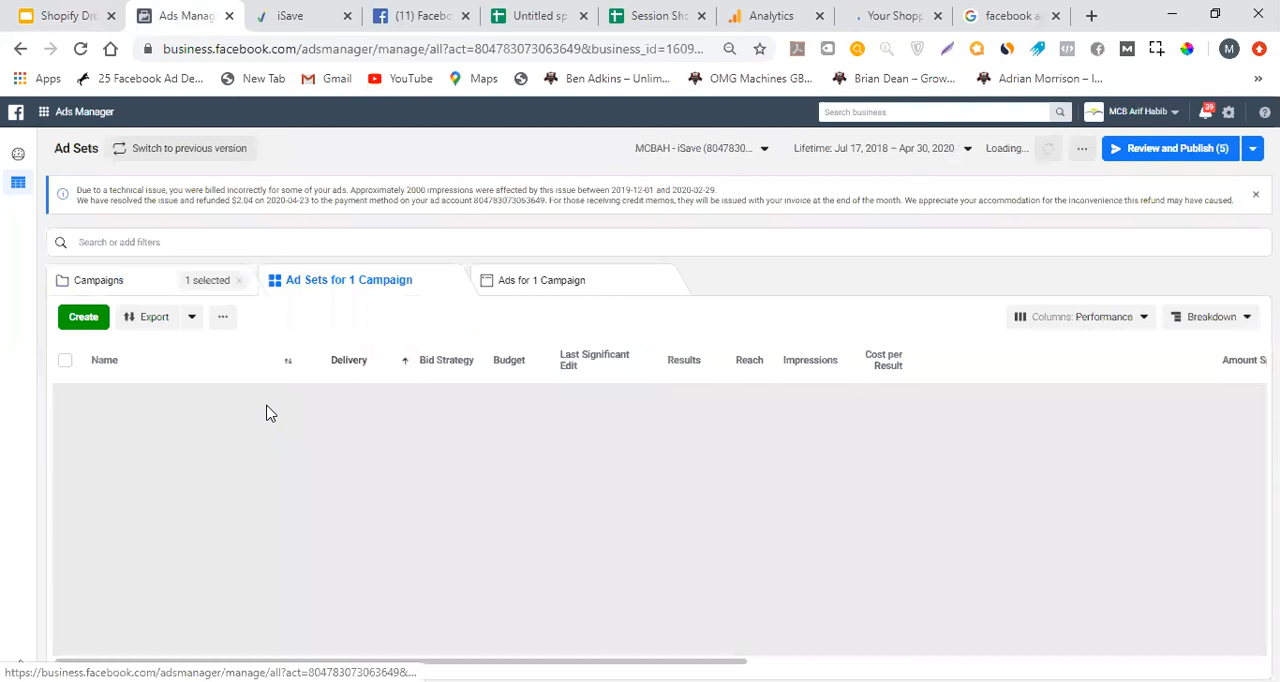 Shopify Dr
Ads Manag
iSave
(11) Facebo
Untitled sp
Session Sho
Analytics
Your Shopp
facebook a
business.facebook.com/adsmanager/manage/all?act=804783073063649&business_id=1609...
M
M
Apps
25 Facebook Ad De...
New Tab
Gmail
YouTube
Maps
Ben Adkins – Unlim...
OMG Machines GB...
Brian Dean – Grow...
Adrian Morrison – I...
»
Ads Manager
Search business
MCB Arif Habib
39
Ad Sets
Switch to previous version
MCBAH - iSave (8047830...
Lifetime: Jul 17, 2018 – Apr 30, 2020
Loading...
Review and Publish (5)
Due to a technical issue, you were billed incorrectly for some of your ads. Approximately 2000 impressions were affected by this issue between 2019-12-01 and 2020-02-29.
We have resolved the issue and refunded $2.04 on 2020-04-23 to the payment method on your ad account 804783073063649. For those receiving credit memos, they will be issued with your invoice at the end of the month. We appreciate your accommodation for the inconvenience this refund may have caused.
Search or add filters
Campaigns
1 selected
Ad Sets for 1 Campaign
Ads for 1 Campaign
Create
Export
Columns: Performance
Breakdown
Name
Delivery
Bid Strategy
Budget
Last Significant
Edit
Results
Reach
Impressions
Cost per
Result
Amount S
https://business.facebook.com/adsmanager/manage/all?act=804783073063649&...